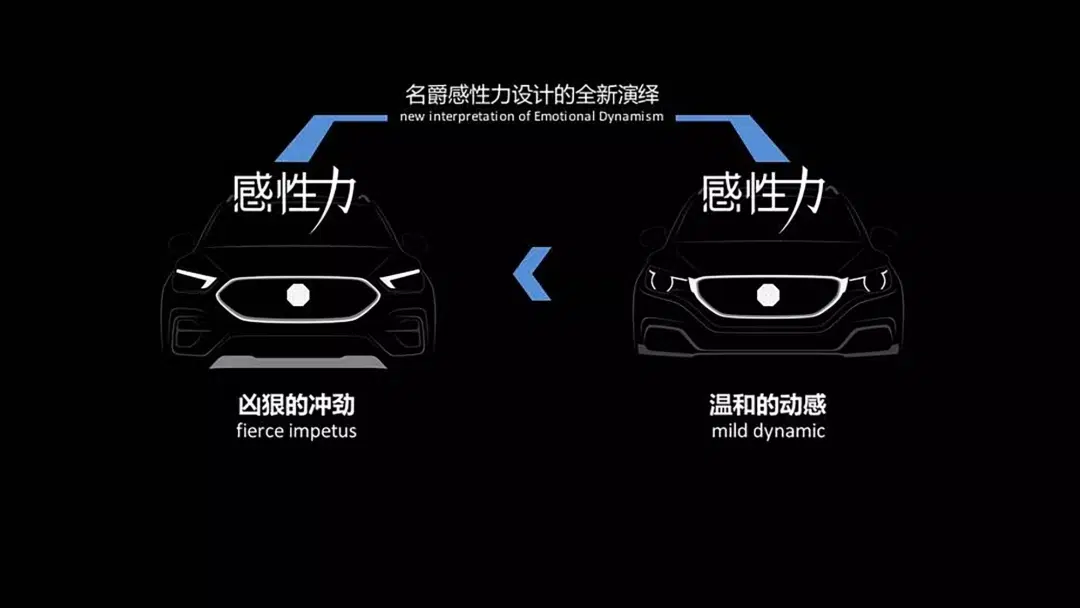 名爵感性力设计的全新演绎
new interpretation of Emotional Dynamism
感性力
感性力
凶狠的冲劲
fierce impetus
温和的动感
mild dynamic